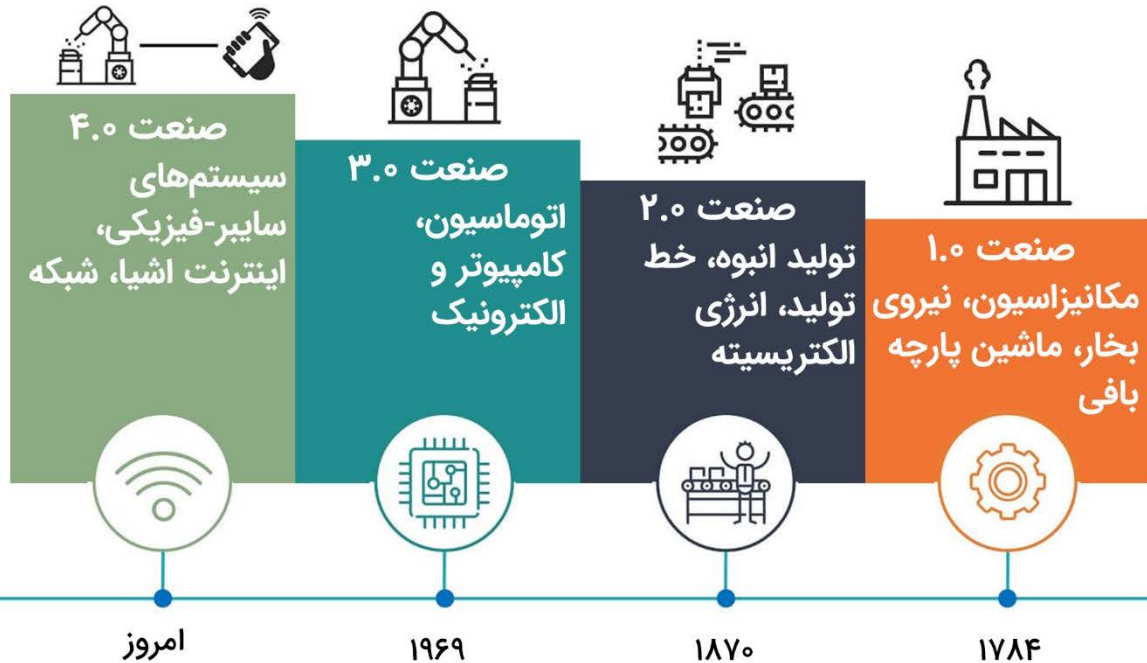 صنعت ۱.۰
مکانیزاسیون، نیروی
بخار، ماشین پارچه
بافی
۱۷۸۴
صنعت ۲.۰
تولید انبوه، خط
تولید، انرژی
الکتریسیته
۱۸۷۰
صنعت ۳.۰
اتوماسیون،
کامپیوتر و
الکترونیک
۱۹۶۹
صنعت ۴.۰
سیستم‌های
سایبر-فیزیکی،
اینترنت اشیا، شبکه
امروز